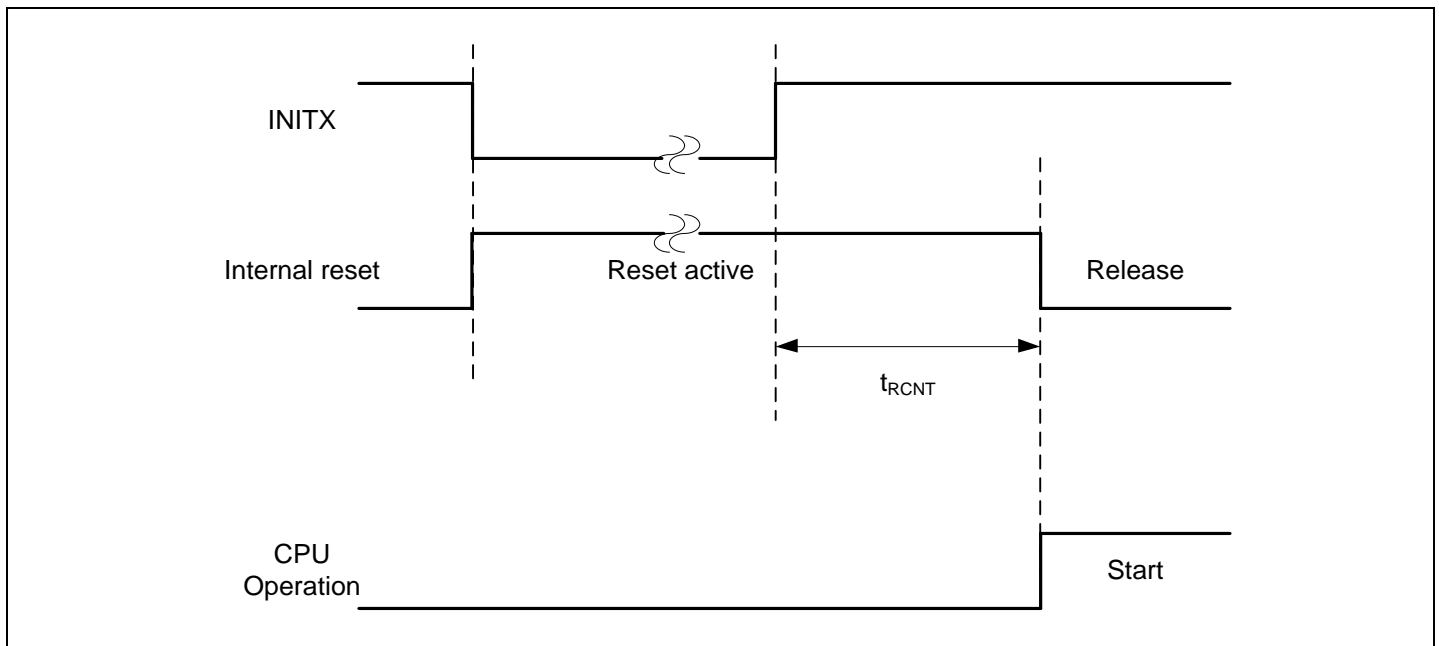 INITX
Internal reset
Reset active
Release
tRCNT
CPU
Operation
Start